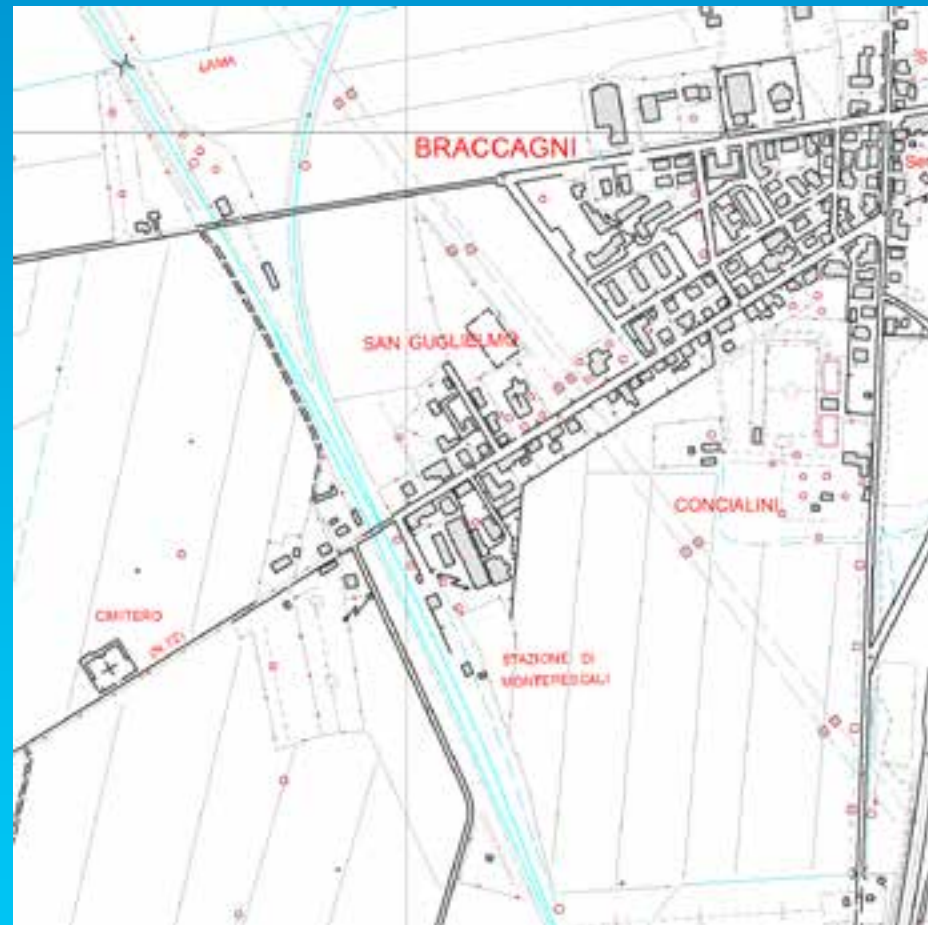 LAMA
BRACCAGNI
SAN GUGLIELMO
CONCIALINI
CIMITERO
STAZIONE DI
MONTEPESCALI